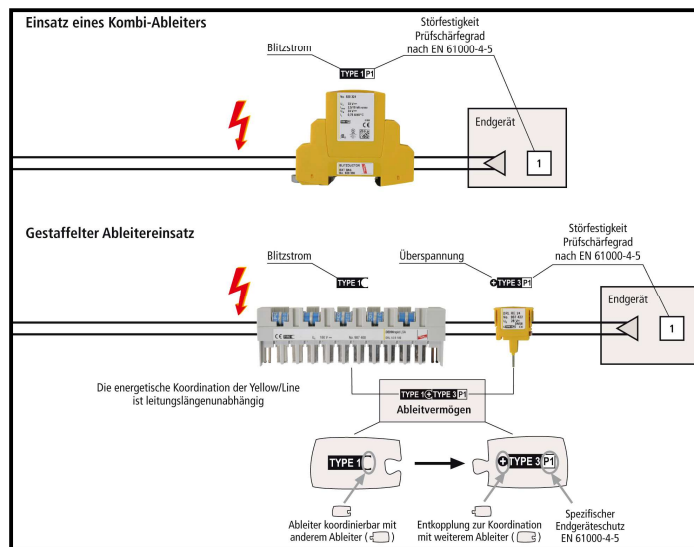 Einsatz eines Kombi-Ableiters
Störfestigkeit
Prüfschärfegrad
nach EN 61000-4-5
Blitzstrom
TYPE 1 P1
Endgerät
1
BLITZDUCTOR
Gestaffelter Ableitereinsatz
Störfestigkeit
Prüfschärfegrad
nach EN 61000-4-5
Blitzstrom
Überspannung
TYPE 1
TYPE 3 P1
Endgerät
1
Die energetische Koordination der Yellow/Line
ist leitungslängenunabhängig
TYPE 1 TYPE 3 P1
Ableitvermögen
TYPE 1
TYPE 3 P1
Ableiter koordinierbar mit
anderem Ableiter ( )
Entkopplung zur Koordination
mit weiterem Ableiter ( )
Spezifischer
Endgeräteschutz
EN 61000-4-5